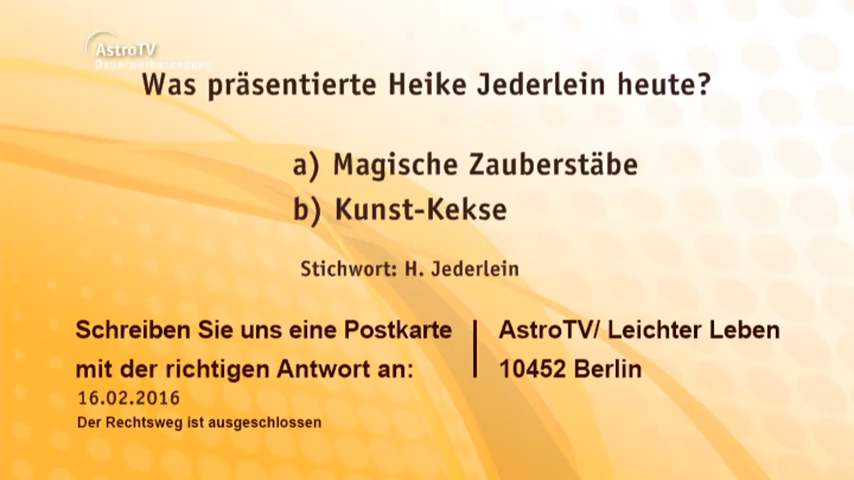 AstroTV
Dauerwerbesendung
Was präsentierte Heike Jederlein heute?
a) Magische Zauberstäbe
b) Kunst-Kekse
Stichwort: H. Jederlein
Schreiben Sie uns eine Postkarte
mit der richtigen Antwort an:
AstroTV/ Leichter Leben
10452 Berlin
16.02.2016
Der Rechtsweg ist ausgeschlossen